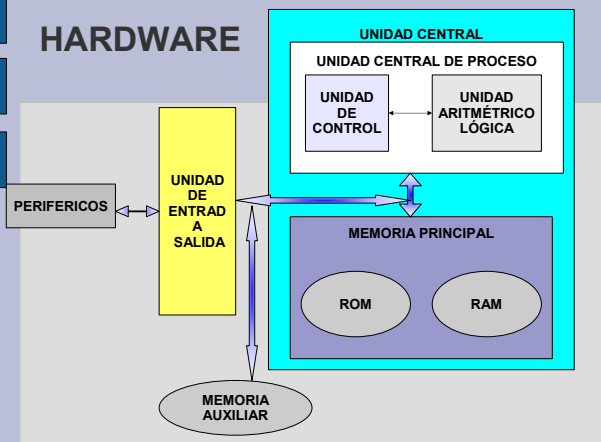 HARDWARE
UNIDAD CENTRAL
UNIDAD CENTRAL DE PROCESO
UNIDAD
DE
CONTROL
UNIDAD
ARITMÉTRICO
LÓGICA
UNIDAD
DE
ENTRAD
A
SALIDA
PERIFERICOS
MEMORIA PRINCIPAL
ROM
RAM
MEMORIA
AUXILIAR